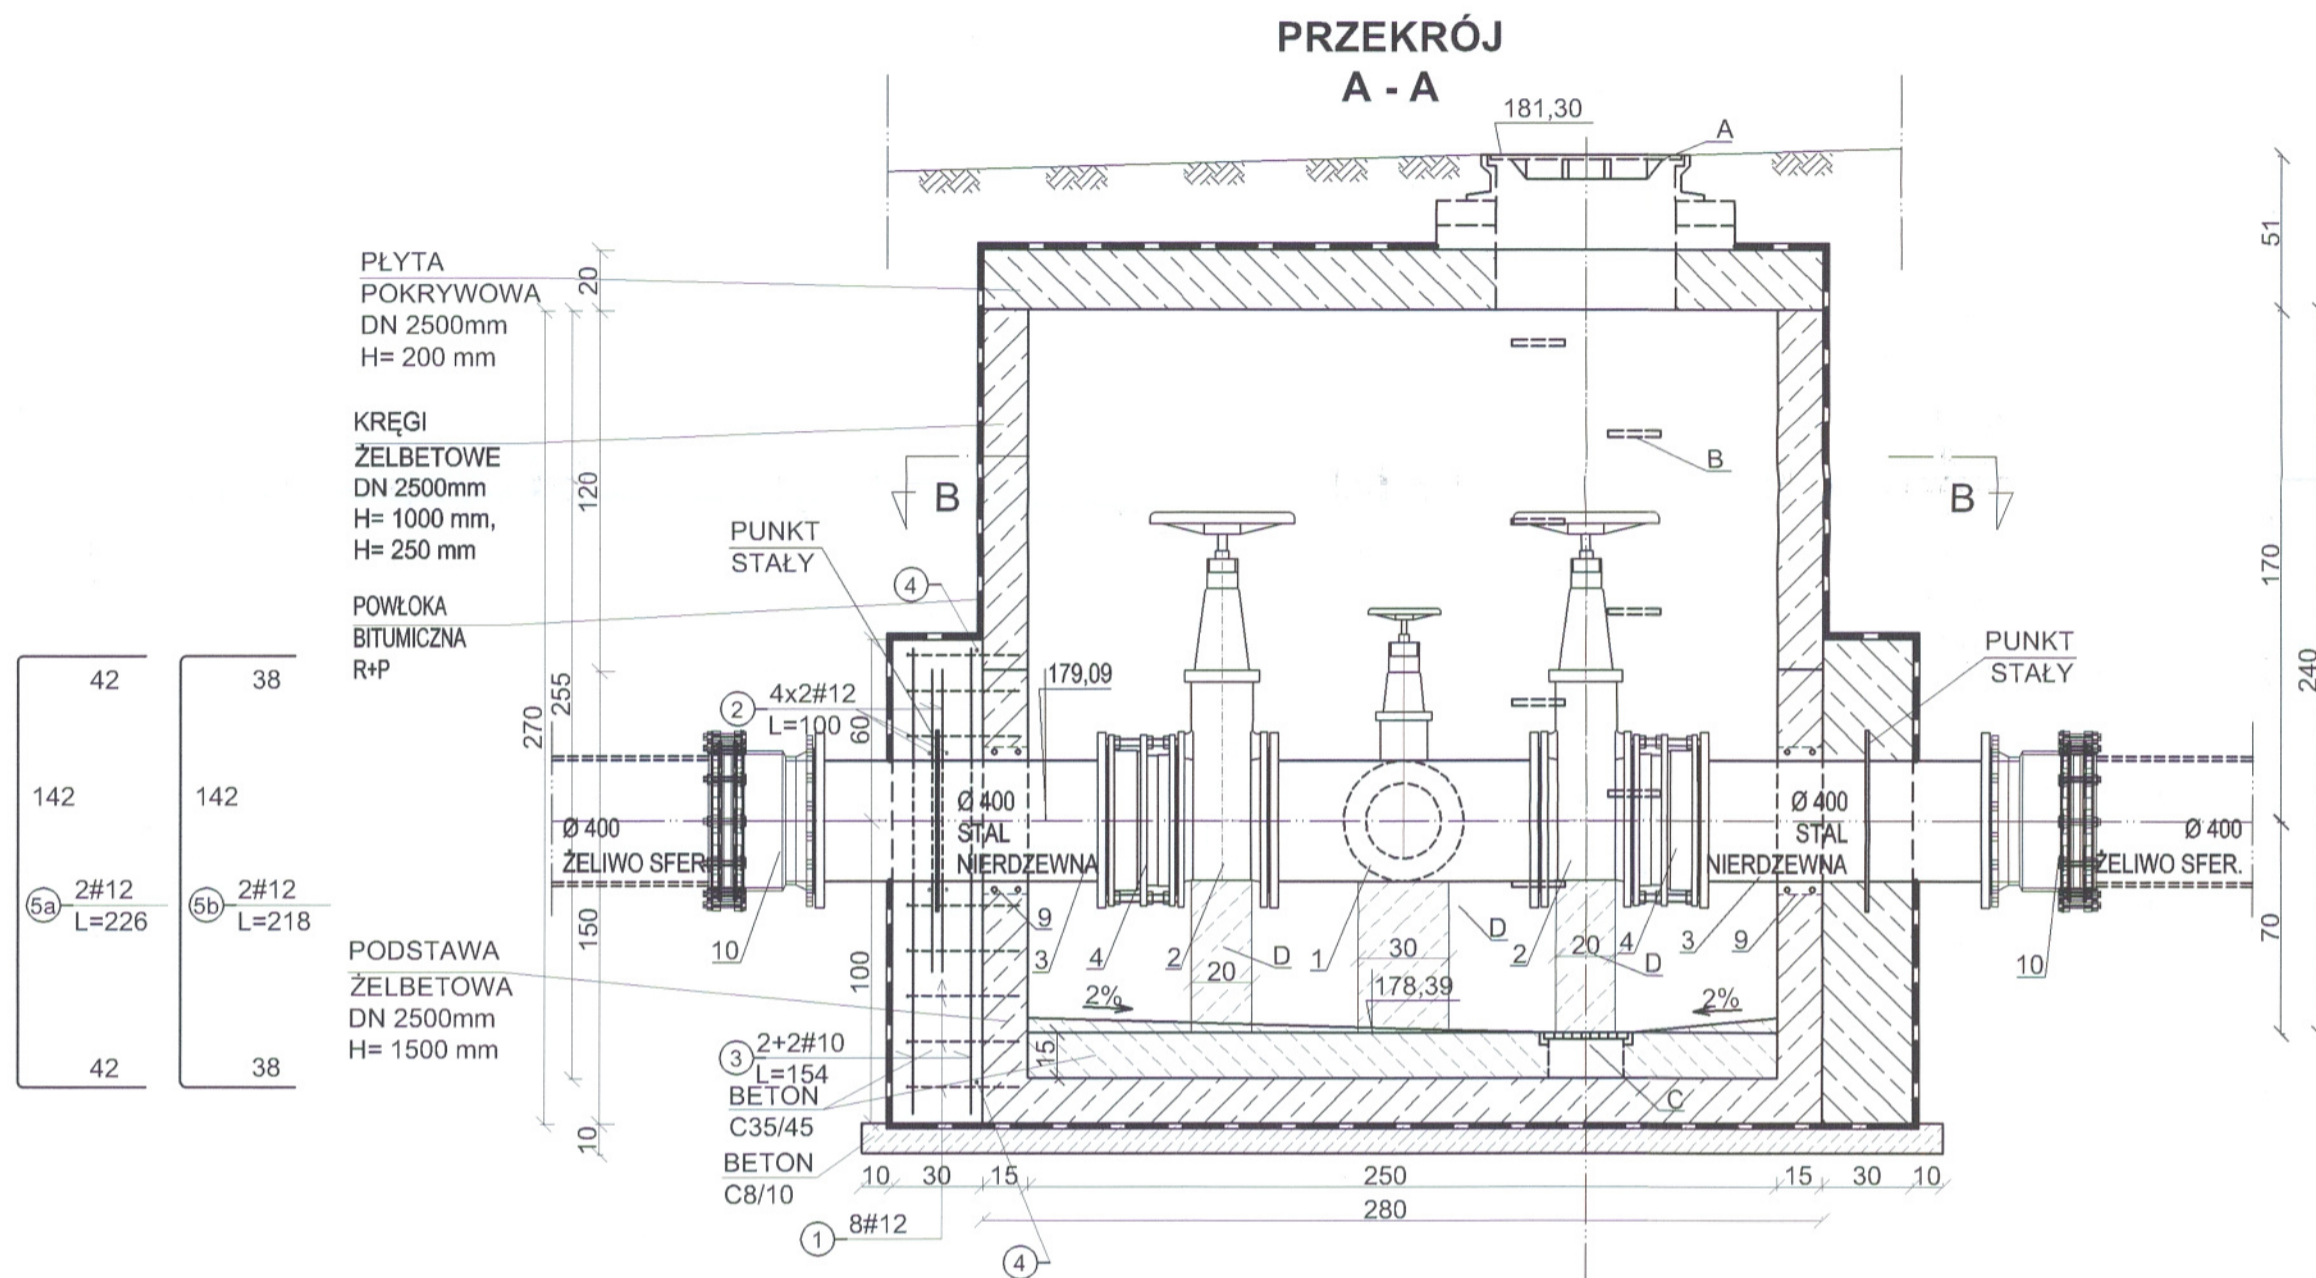 PRZEKRÓJ
A - A
181,30
A
PŁYTA
POKRYWOWA
DN 2500mm
H= 200 mm
20
51
KRĘGI
ŻELBETOWE
DN 2500mm
H= 1000 mm,
H= 250 mm
120
B
B
B
170
240
PUNKT
STAŁY
4
POWŁOKA
BITUMICZNA
R+P
PUNKT
STAŁY
42
38
142
142
5a 2#12
L=226
5b 2#12
L=218
42
38
270
255
150
10
2 4x2#12
L=100
60
100
179,09
Ø 400
ŻELIWO SFER.
Ø 400
STAL
NIERDZEWNA
Ø 400
STAL
NIERDZEWNA
Ø 400
ŻELIWO SFER.
10
9
3
4
2
20
D
1
30
D
2
20
4
D
3
9
10
70
PODSTAWA
ŻELBETOWA
DN 2500mm
H= 1500 mm
2%
178,39
2%
3 2+2#10
L=154
15
BETON
C35/45
C
BETON
C8/10
10 30 15 250 15 30 10
280
1 8#12
4